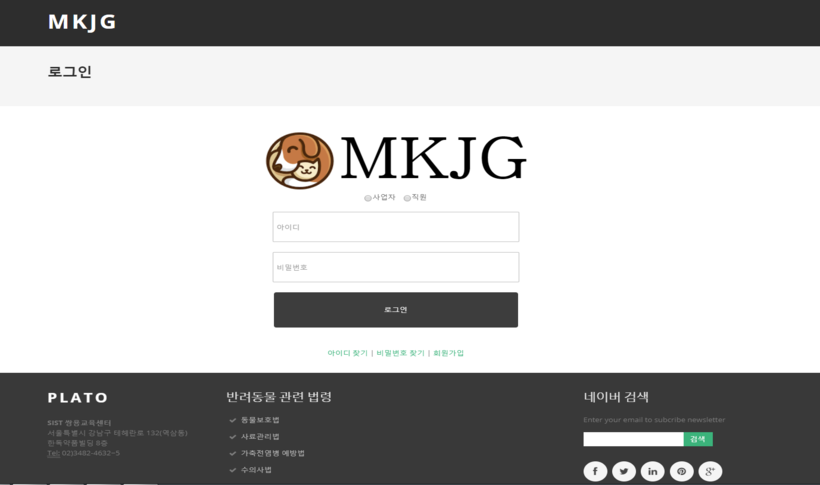 MKJG
로그인
MKJG
사업자 직원
아이디
비밀번호
로그인
아이디 찾기 | 비밀번호 찾기 | 회원가입
PLATO
SIST 쌍용교육센터
서울특별시 강남구 테헤란로 132(역삼동)
한독약품빌딩 8층
Tel: 02)3482-4632~5
반려동물 관련 법령
동물보호법
사료관리법
가축전염병 예방법
수의사법
네이버 검색
Enter your email to subcribe newsletter
검색